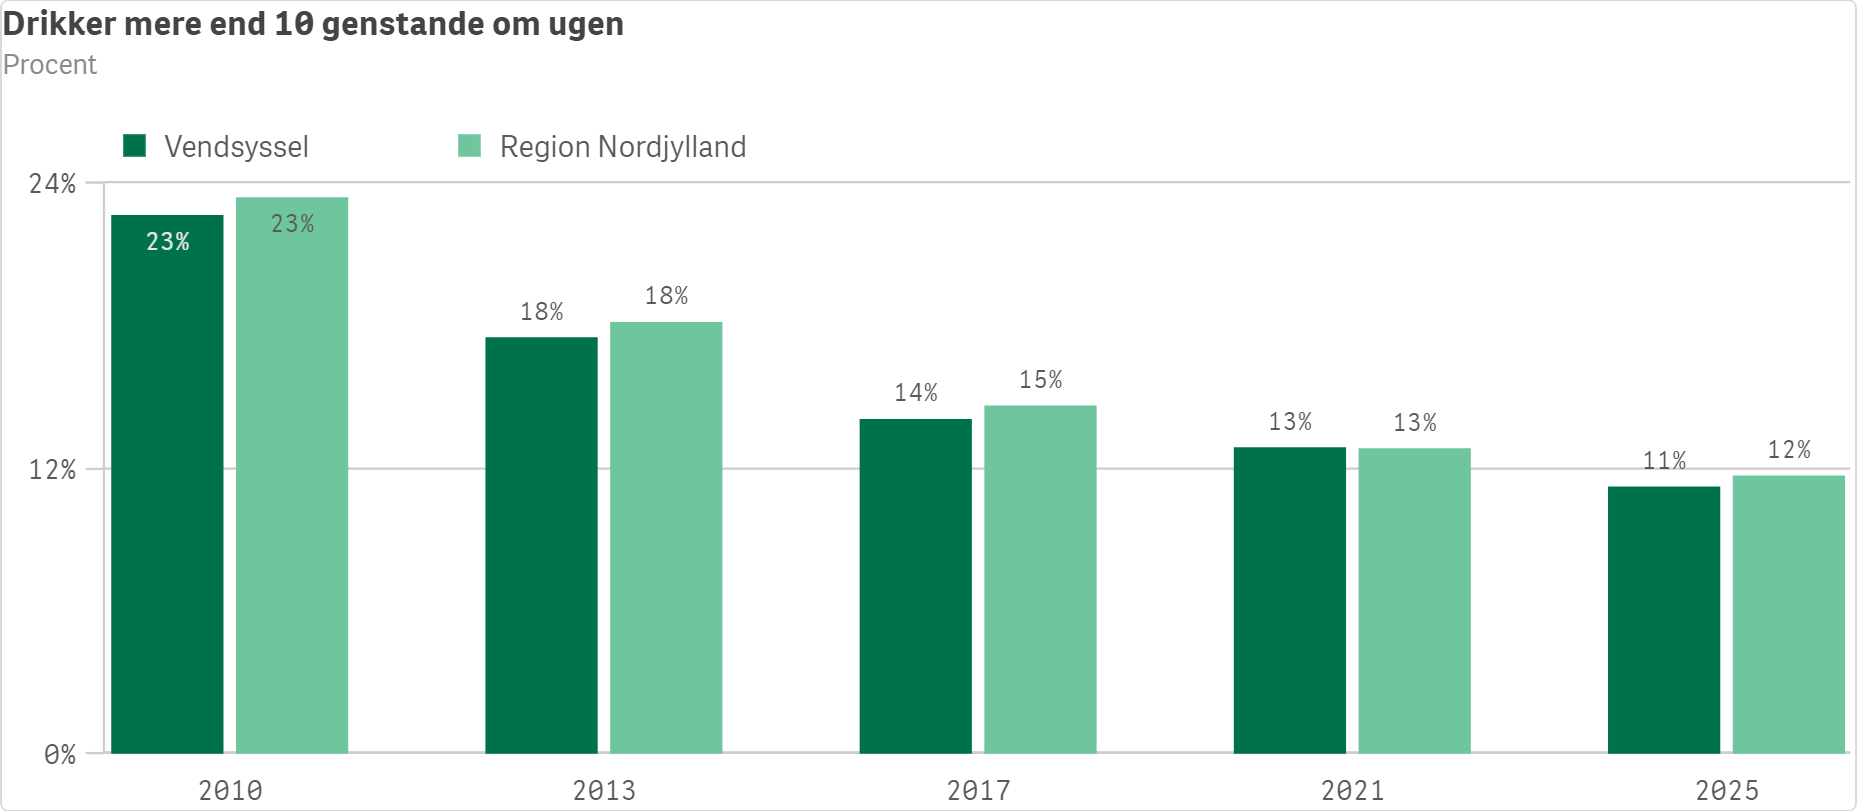 Drikker mere end 10 genstande om ugen
Procent
Vendsyssel Region Nordjylland
24%
23% 23%
18% 18%
14% 15%
13% 13%
11% 12%
12%
0%
2010 2013 2017 2021 2025